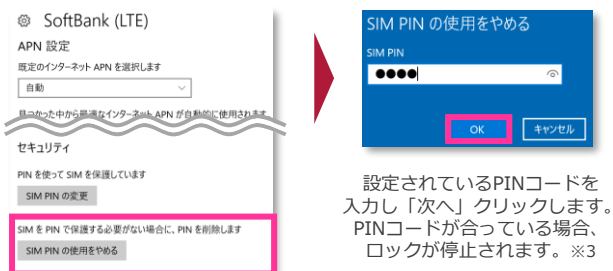 SoftBank (LTE)
APN 設定
既定のインターネット APN を選択します
自動
見つかった中から最適なインターネット APN が自動的に使用されます
セキュリティ
PIN を使って SIM を保護しています
SIM PIN の変更
SIM を PIN で保護する必要がない場合に、PIN を削除します
SIM PIN の使用をやめる
SIM PIN の使用をやめる
SIM PIN
●●●●
OK
キャンセル
設定されているPINコードを
入力し「次へ」クリックします。
PINコードが合っている場合、
ロックが停止されます。※3